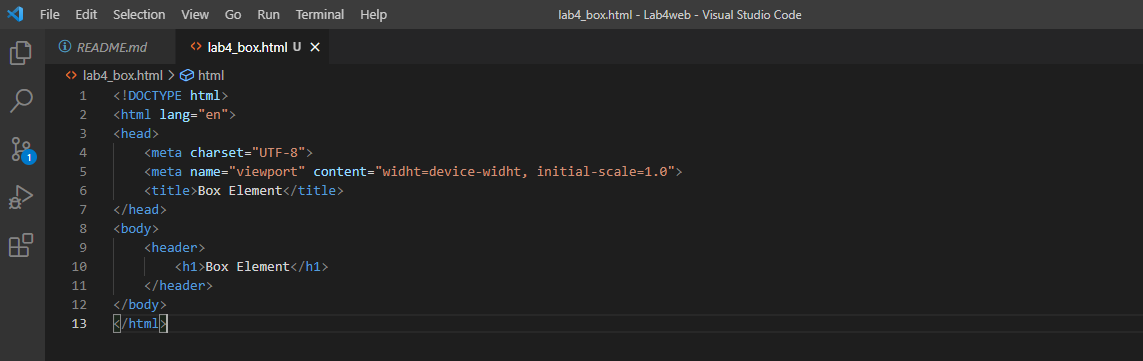 File Edit Selection View Go Run Terminal Help lab4_box.html - Lab4web - Visual Studio Code
README.md lab4_box.html U
lab4_box.html > html
1 <!DOCTYPE html>
2 <html lang="en">
3 <head>
4 <meta charset="UTF-8">
5 <meta name="viewport" content="widht=device-widht, initial-scale=1.0">
6 <title>Box Element</title>
7 </head>
8 <body>
9 <header>
10 <h1>Box Element</h1>
11 </header>
12 </body>
13 </html>
1